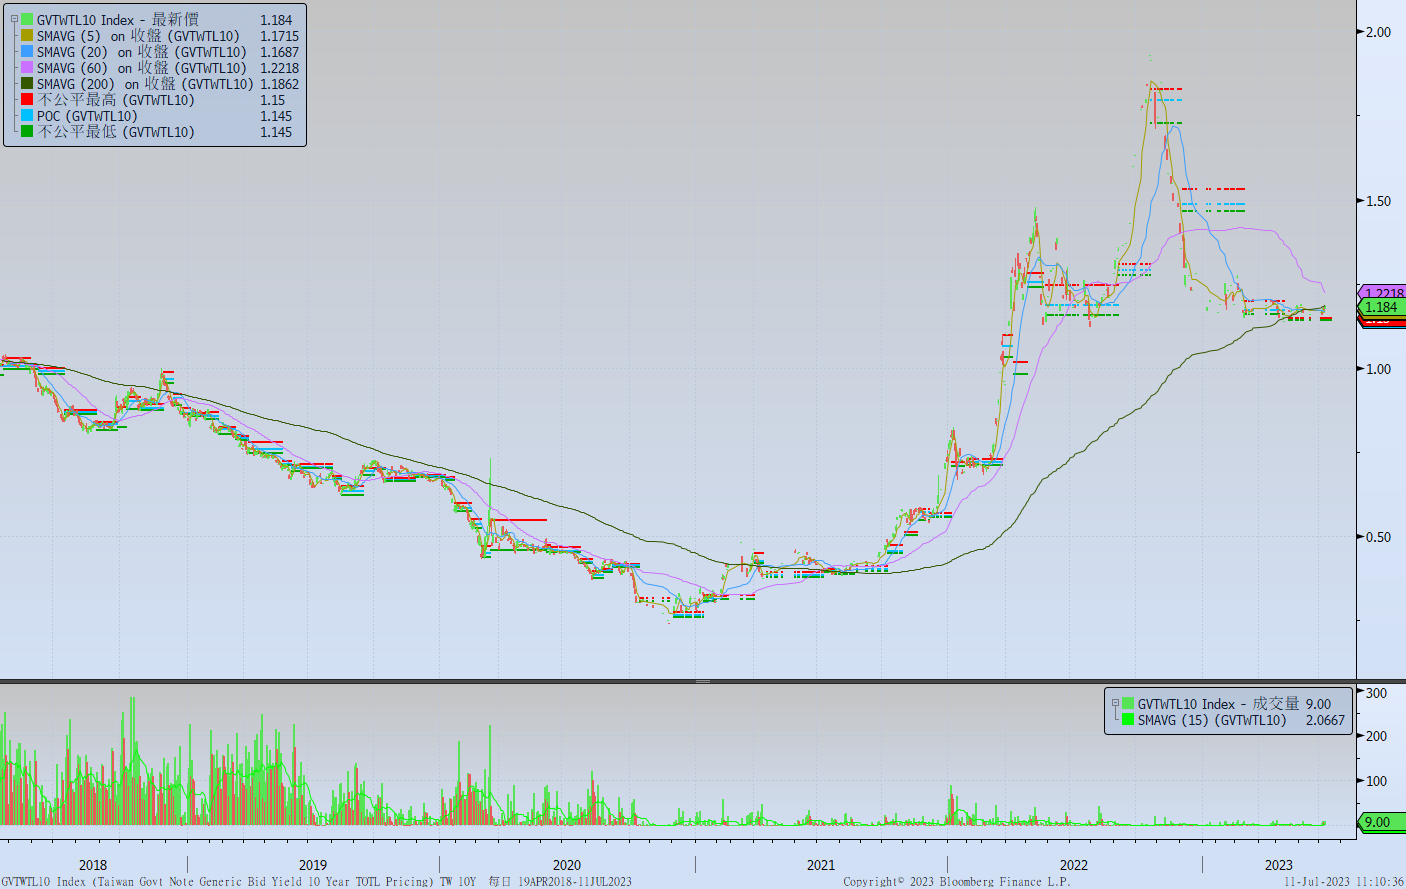 GVTWTL10 Index - 最新價 1.184
SMAVG (5) on 收盤 (GVTWTL10) 1.1715
SMAVG (20) on 收盤 (GVTWTL10) 1.1687
SMAVG (60) on 收盤 (GVTWTL10) 1.2218
SMAVG (200) on 收盤 (GVTWTL10) 1.1862
不公平最高 (GVTWTL10) 1.15
POC (GVTWTL10) 1.145
不公平最低 (GVTWTL10) 1.145
2.00
1.50
1.2218
1.184
1.00
0.50
GVTWTL10 Index - 成交量 9.00
SMAVG (15) (GVTWTL10) 2.0667
300
200
100
9.00
2018 2019 2020 2021 2022 2023
GVTWTL10 Index (Taiwan Govt Note Generic Bid Yield 10 Year TOTL Pricing) TW 10Y 每日 19APR2018-11JUL2023 Copyright© 2023 Bloomberg Finance L.P. 11-Jul-2023 11:10:36